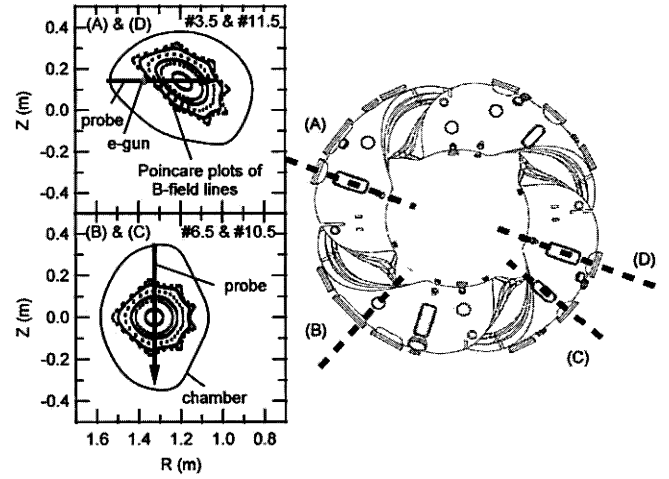 (A) & (D) #3.5 & #11.5
0.4
0.2
0.0
-0.2
-0.4
Z (m)
probe
e-gun
Poincare plots of
B-field lines
(B) & (C) #6.5 & #10.5
0.4
0.2
0.0
-0.2
-0.4
Z (m)
probe
chamber
1.6 1.4 1.2 1.0 0.8
R (m)
(A)
(B)
(C)
(D)